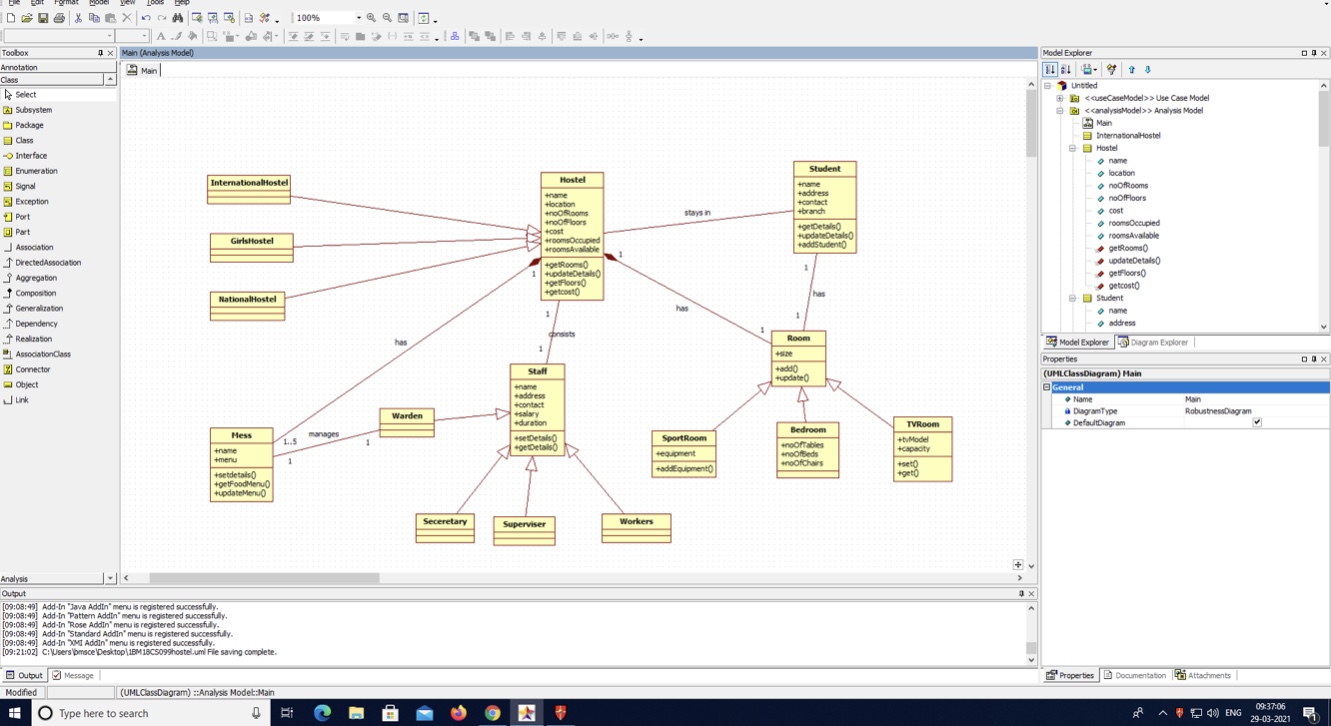 File Edit Format Model View Tools Help
100%
Toolbox
Annotation
Class
Select
Subsystem
Package
Class
Interface
Enumeration
Signal
Exception
Port
Part
Association
DirectedAssociation
Aggregation
Composition
Generalization
Dependency
Realization
AssociationClass
Connector
Object
Link
Analysis
Main (Analysis Model)
Main
InternationalHostel
GirlsHostel
NationalHostel
Hostel
+name
+location
+noOfRooms
+noOfFloors
+cost
+roomsOccupied
+roomsAvailable
+getRooms()
+updateDetails()
+getFloors()
+getcost()
stays in
Student
+name
+address
+contact
+branch
+getDetails()
+updateDetails()
+addStudent()
1
has
1
1
has
1
Room
+size
+add()
+update()
1
consists
1
1
has
1..5
Staff
+name
+address
+contact
+salary
+duration
+setDetails()
+getDetails()
Warden
manages
1
1
Mess
+name
+menu
+setdetails()
+getFoodMenu()
+updateMenu()
SportRoom
+equipment
+addEquipment()
Bedroom
+noOfTables
+noOfBeds
+noOfChairs
TVRoom
+tvModel
+capacity
+set()
+get()
Seceretary
Superviser
Workers
Model Explorer
Untitled
<<useCaseModel>> Use Case Model
<<analysisModel>> Analysis Model
Main
InternationalHostel
Hostel
name
location
noOfRooms
noOfFloors
cost
roomsOccupied
roomsAvailable
getRooms()
updateDetails()
getFloors()
getcost()
Student
name
address
Model Explorer Diagram Explorer
Properties
(UMLClassDiagram) Main
General
Name Main
DiagramType RobustnessDiagram
DefaultDiagram
Properties Documentation Attachments
Output
[09:08:49] Add-In "Java AddIn" menu is registered successfully.
[09:08:49] Add-In "Pattern AddIn" menu is registered successfully.
[09:08:49] Add-In "Rose AddIn" menu is registered successfully.
[09:08:49] Add-In "Standard AddIn" menu is registered successfully.
[09:08:49] Add-In "XMI AddIn" menu is registered successfully.
[09:21:02] C:\Users\bmsce\Desktop\1BM18CS099hostel.uml File saving complete.
Output Message
Modified (UMLClassDiagram) ::Analysis Model::Main
Type here to search
ENG
09:37:06
29-03-2021
1